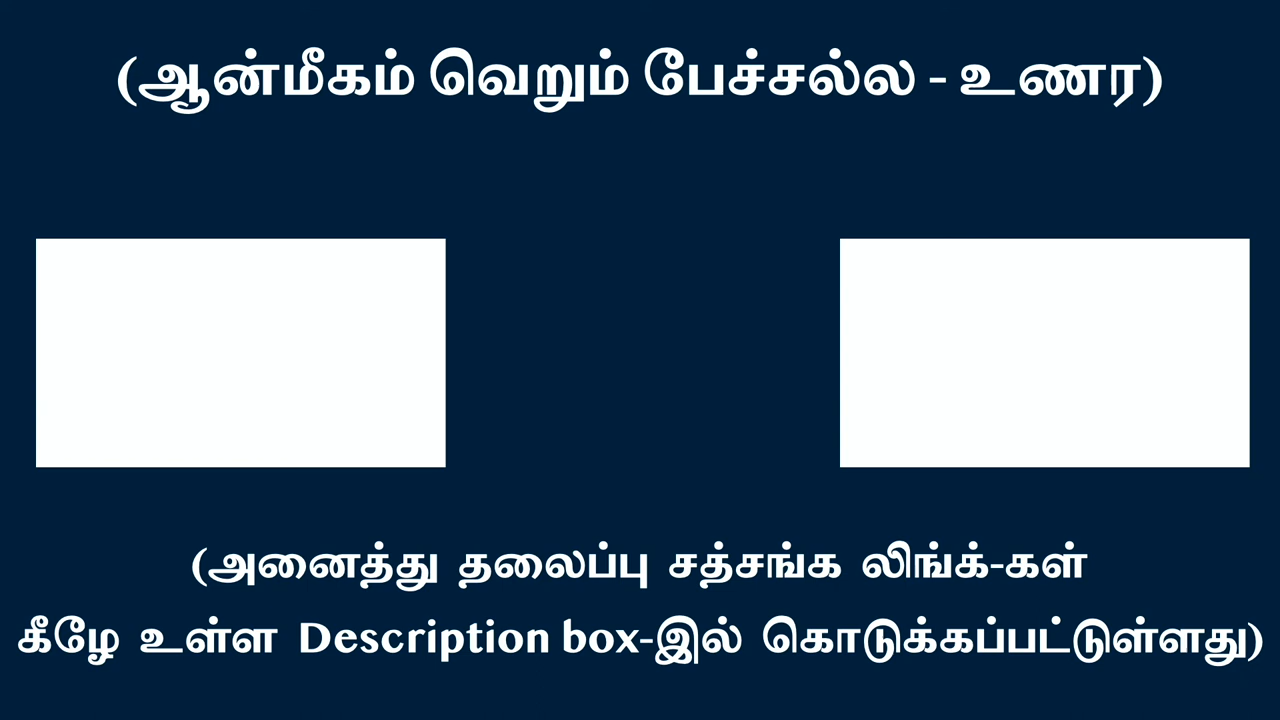 (ஆன்மீகம் வெறும் பேச்சல்ல - உணர)
(அனைத்து தலைப்பு சத்சங்க லிங்க்-கள்
கீழே உள்ள Description box-இல் கொடுக்கப்பட்டுள்ளது)